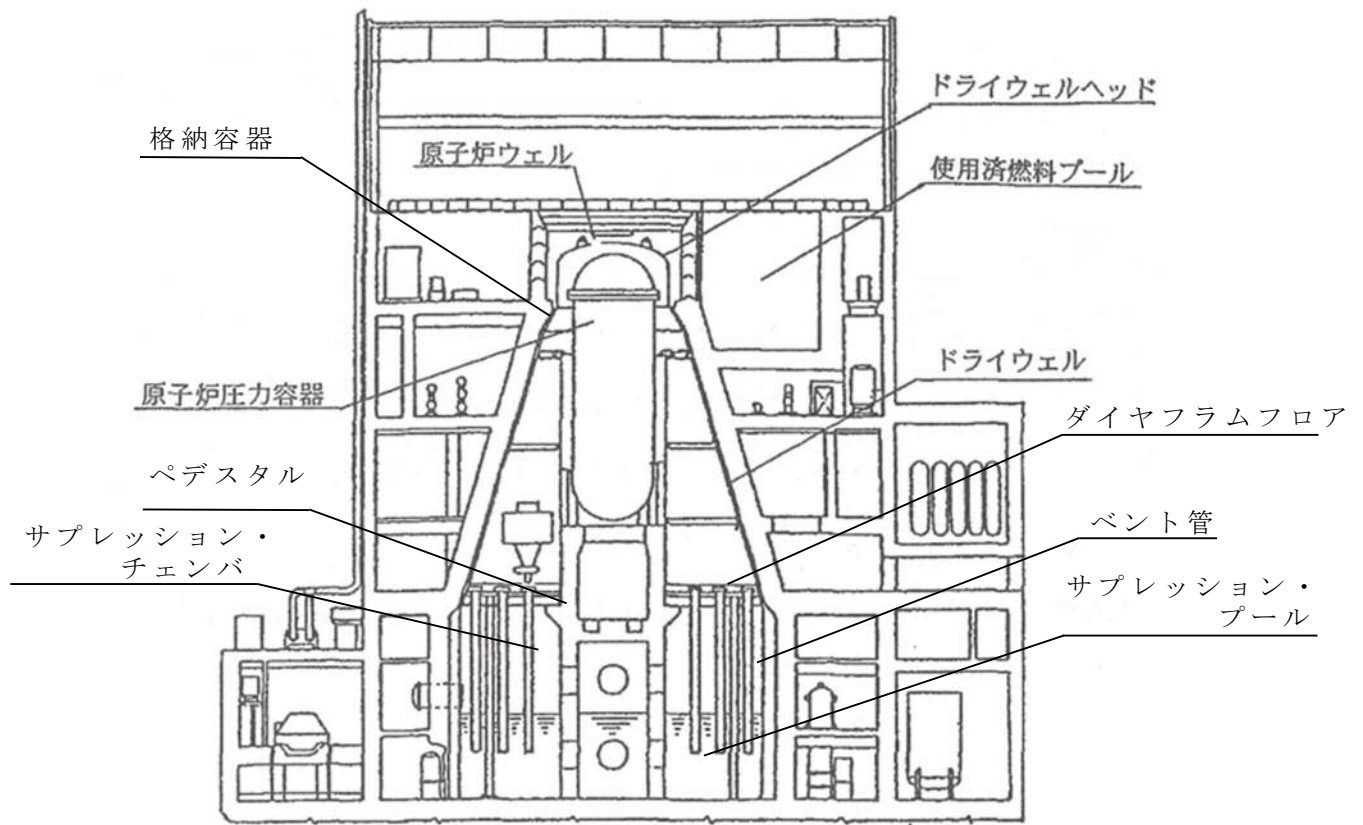 ドライウェルヘッド
格納容器
原子炉ウェル
使用済燃料プール
ドライウェル
原子炉圧力容器
ダイヤフラムフロア
ペデスタル
ベント管
サプレッション・
チェンバ
サプレッション・
プール